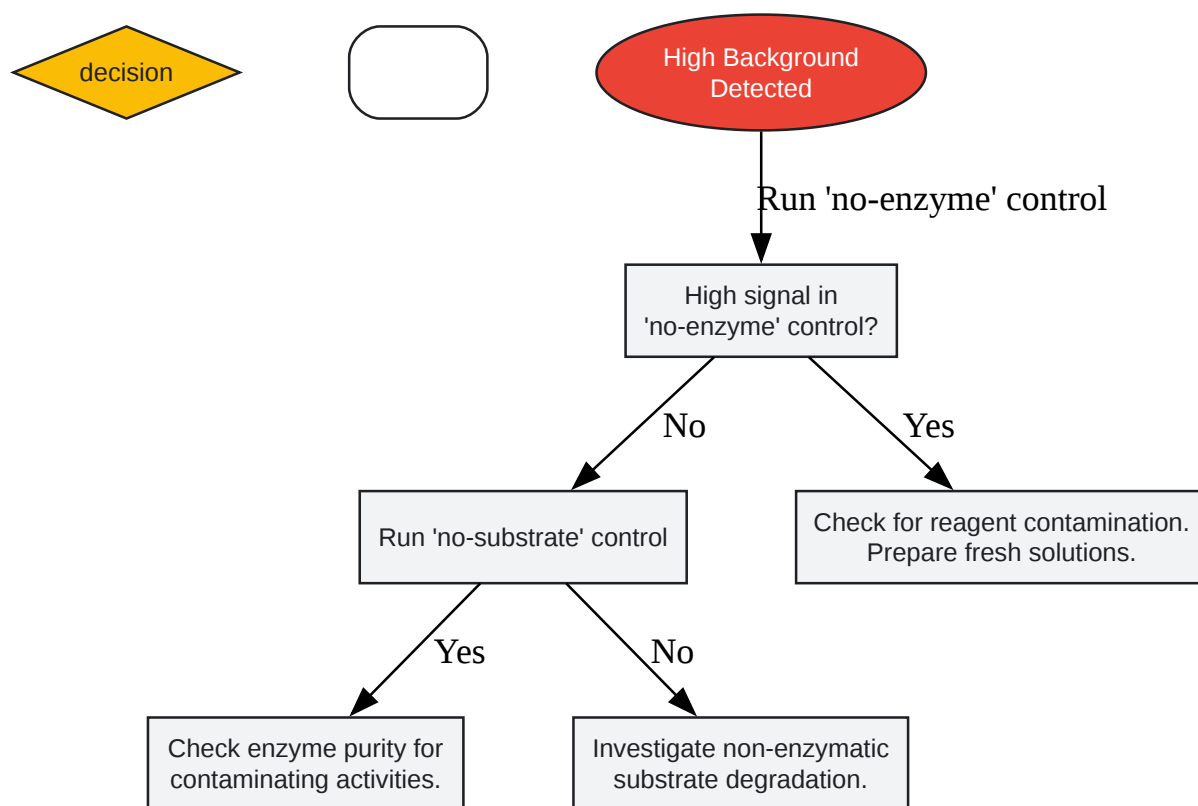 decision
High Background
Detected
Run 'no-enzyme' control
High signal in
'no-enzyme' control?
No
Yes
Run 'no-substrate' control
Check for reagent contamination.
Prepare fresh solutions.
Yes
No
Check enzyme purity for
contaminating activities.
Investigate non-enzymatic
substrate degradation.